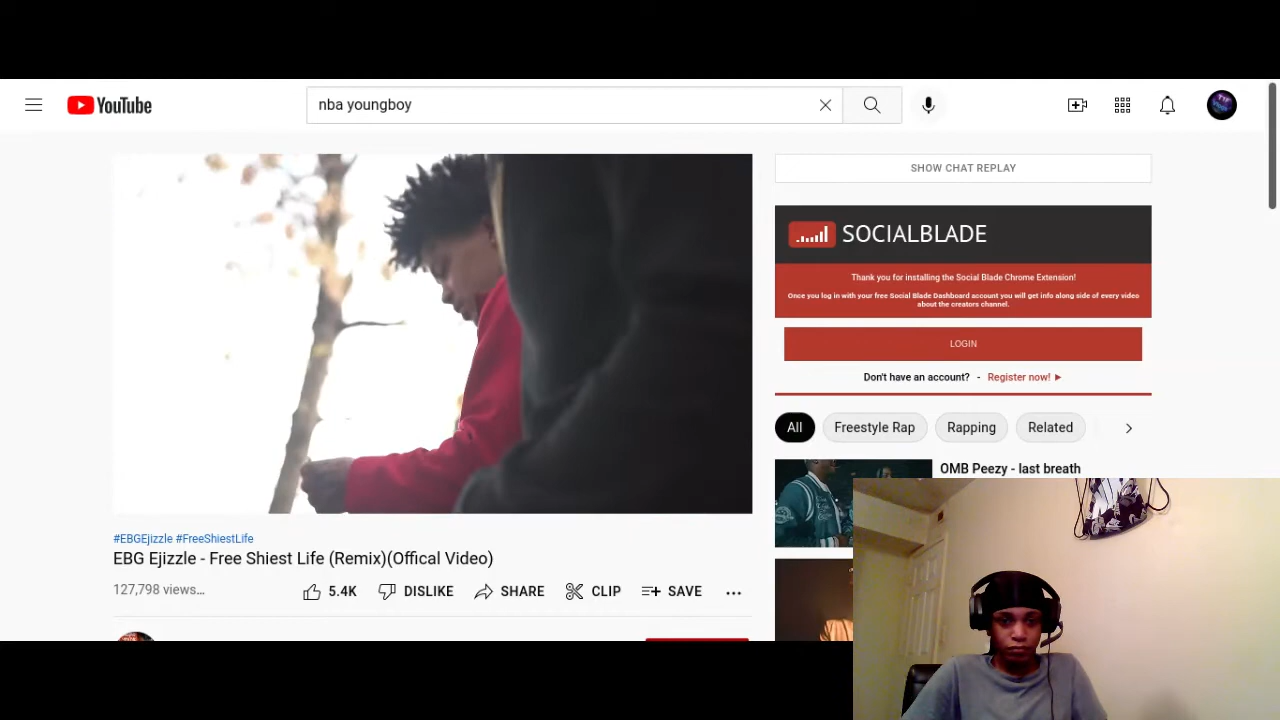 YouTube
nba youngboy
SHOW CHAT REPLAY
SOCIALBLADE
Thank you for installing the Social Blade Chrome Extension!
Once you log in with your free Social Blade Dashboard account you will get info along side of every video
about the creators channel.
LOGIN
Don't have an account? - Register now! ►
All
Freestyle Rap
Rapping
Related
OMB Peezy - last breath
#EBGEjizzle #FreeShiestLife
EBG Ejizzle - Free Shiest Life (Remix)(Offical Video)
127,798 views...
5.4K
DISLIKE
SHARE
CLIP
SAVE